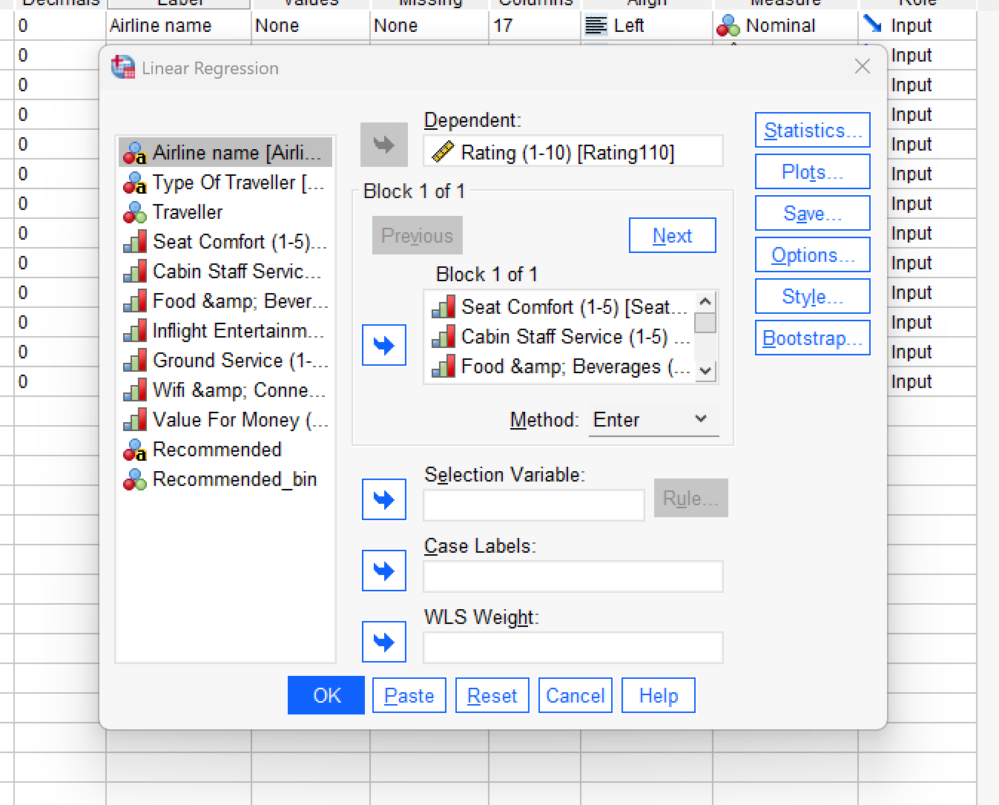 Decimals Label Values Missing Columns Align Measure Role
0 Airline name None None 17 Left Nominal Input
0 Input
0 Input
0 Input
0 Input
0 Input
0 Input
0 Input
0 Input
0 Input
0 Input
0 Input
0 Input
Linear Regression
Airline name [Airli...
Type Of Traveller [...
Traveller
Seat Comfort (1-5)...
Cabin Staff Servic...
Food &amp; Bever...
Inflight Entertainm...
Ground Service (1-...
Wifi &amp; Conne...
Value For Money (...
Recommended
Recommended_bin
Dependent:
Rating (1-10) [Rating110]
Block 1 of 1
Previous
Next
Block 1 of 1
Seat Comfort (1-5) [Seat...
Cabin Staff Service (1-5) ...
Food &amp; Beverages (...
Method: Enter
Selection Variable:
Rule...
Case Labels:
WLS Weight:
Statistics...
Plots...
Save...
Options...
Style...
Bootstrap...
OK Paste Reset Cancel Help